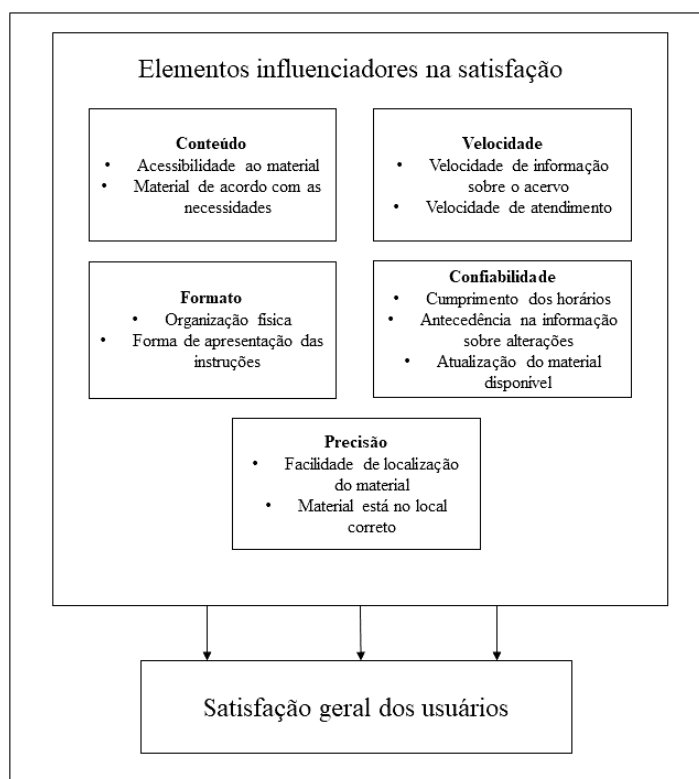 Elementos influenciadores na satisfação
Conteúdo
• Acessibilidade ao material
• Material de acordo com as
necessidades
Velocidade
• Velocidade de informação
sobre o acervo
• Velocidade de atendimento
Formato
• Organização física
• Forma de apresentação das
instruções
Confiabilidade
• Cumprimento dos horários
• Antecedência na informação
sobre alterações
• Atualização do material
disponível
Precisão
• Facilidade de localização
do material
• Material está no local
correto
Satisfação geral dos usuários